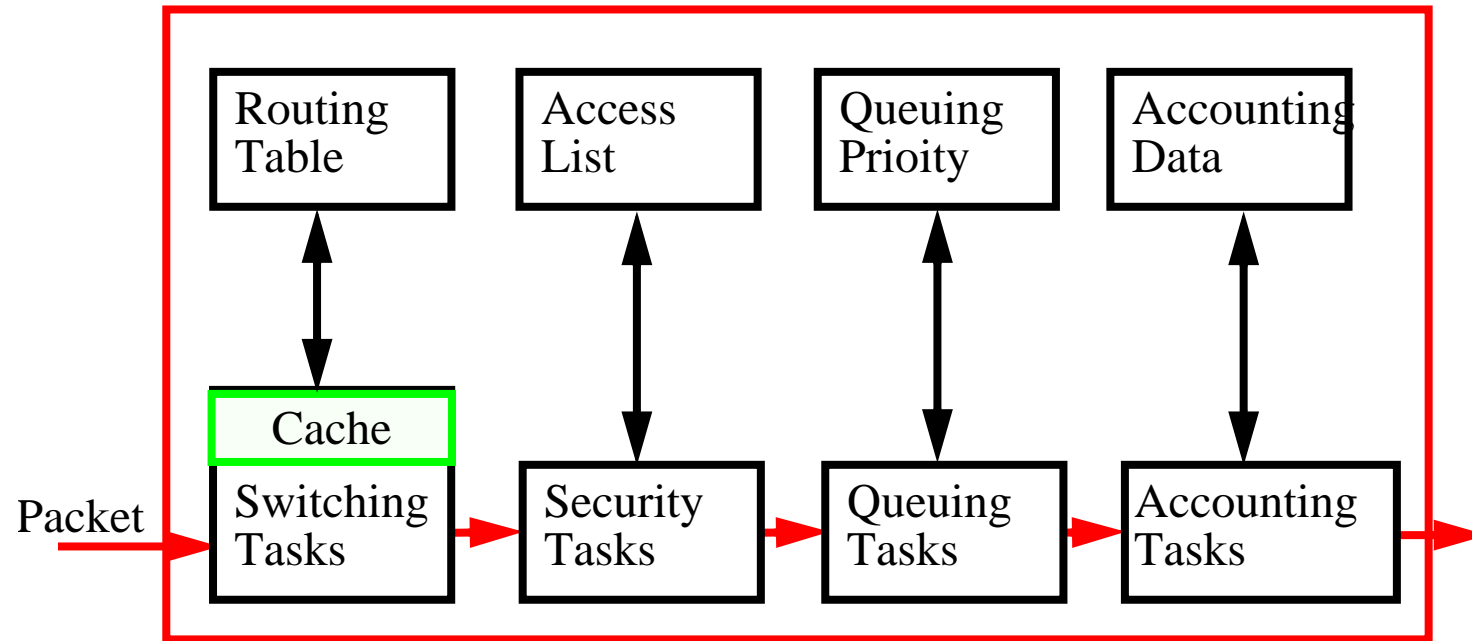 Routing
Table
Access
List
Queuing
Prioity
Accounting
Data
Cache
Packet
Switching
Tasks
Security
Tasks
Queuing
Tasks
Accounting
Tasks